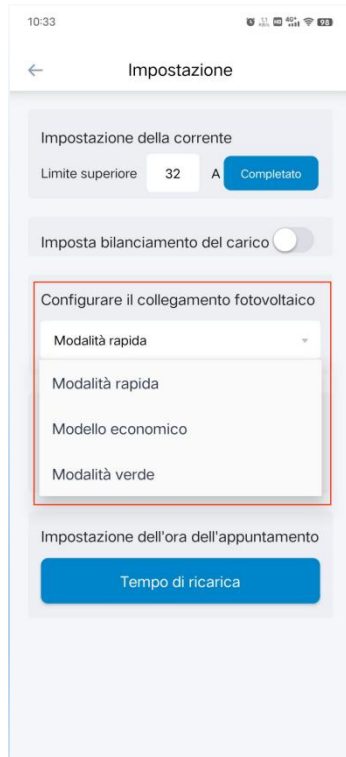 10:33
Impostazione
Impostazione della corrente
Limite superiore 32 A Completato
Imposta bilanciamento del carico
Configurare il collegamento fotovoltaico
Modalità rapida
Modalità rapida
Modello economico
Modalità verde
Impostazione dell'ora dell'appuntamento
Tempo di ricarica